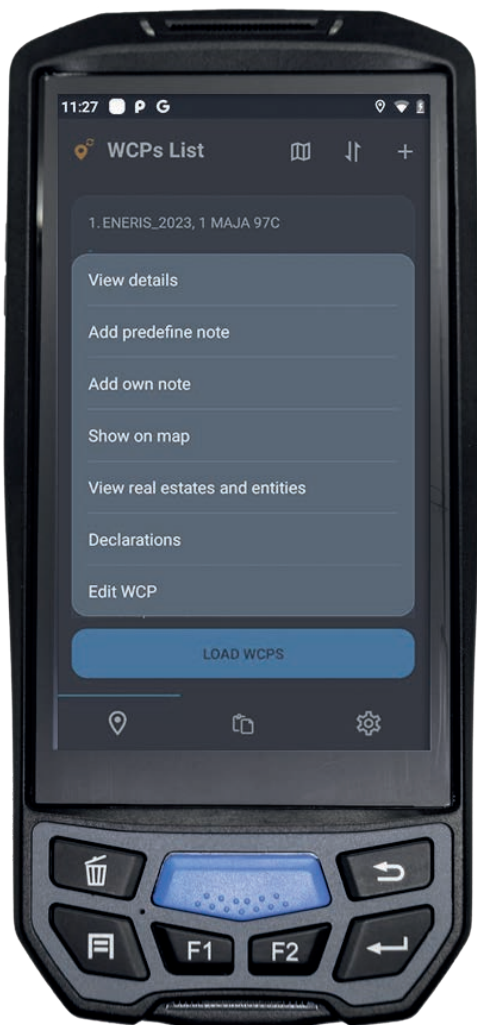 11:27 P G
WCPs List
1. ENERIS_2023, 1 MAJA 97C
View details
Add predefine note
Add own note
Show on map
View real estates and entities
Declarations
Edit WCP
LOAD WCPS
F1 F2